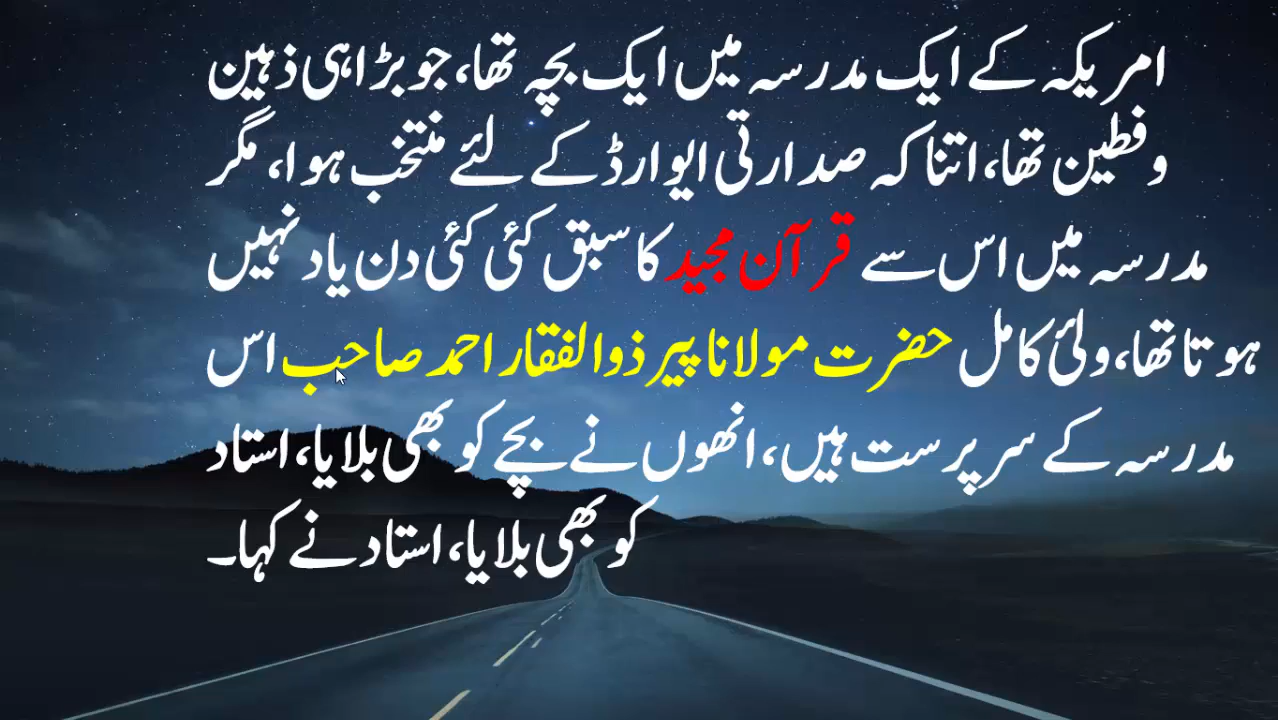 امریکہ کے ایک مدرسہ میں ایک بچہ تھا، جو بڑا ہی ذہین
وفطین تھا، اتنا کہ صدارتی ایوارڈ کے لئے منتخب ہوا، مگر
مدرسہ میں اس سے قرآن مجید کا سبق کئی کئی دن یاد نہیں
ہوتا تھا، ولیٔ کامل حضرت مولانا پیر ذوالفقار احمد صاحب اس
مدرسہ کے سرپرست ہیں، انھوں نے بچے کو بھی بلایا، استاد
کو بھی بلایا، استاد نے کہا۔